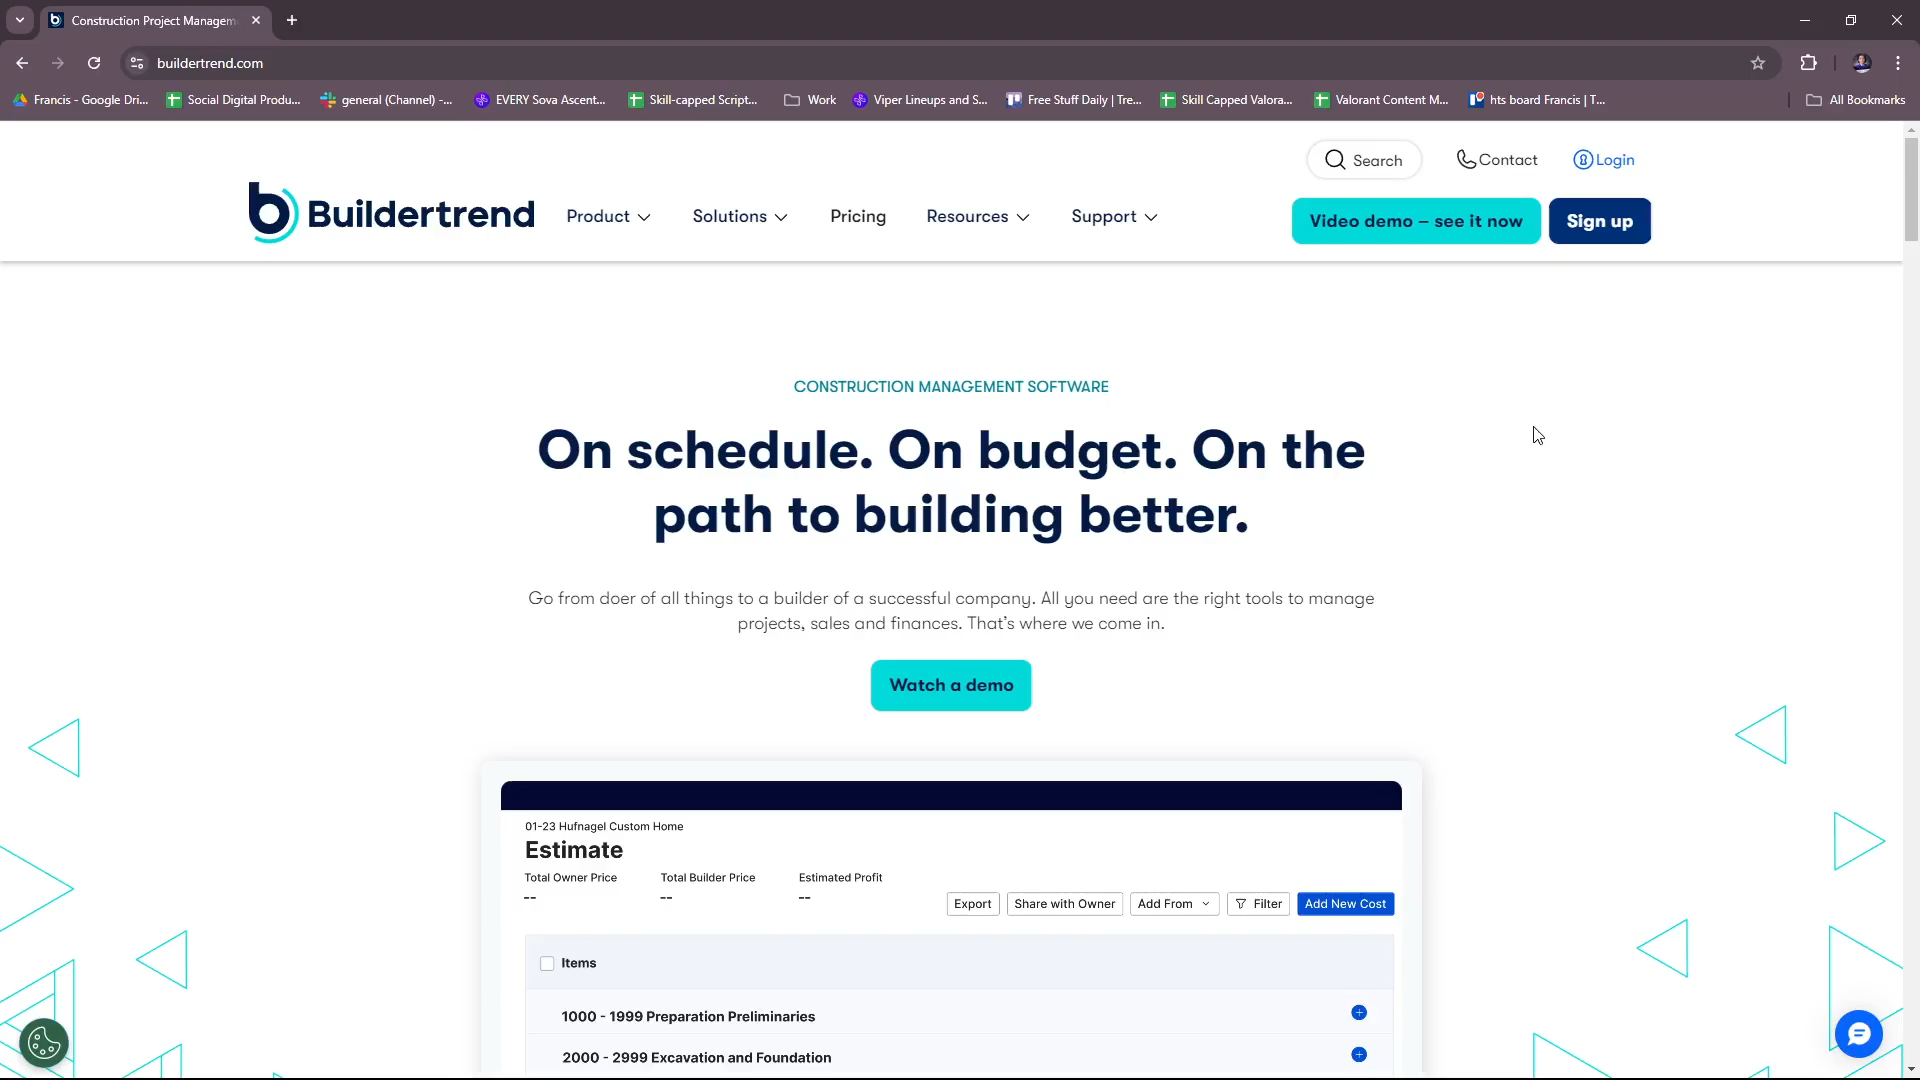 Construction Project Managem
buildertrend.com
Francis - Google Dri...
Social Digital Produ...
general (Channel) -...
EVERY Sova Ascent...
Skill-capped Script...
Work
Viper Lineups and S...
Free Stuff Daily | Tre...
Skill Capped Valora...
Valorant Content M...
hts board Francis | T...
All Bookmarks
Search
Contact
Login
Buildertrend
Product
Solutions
Pricing
Resources
Support
Video demo – see it now
Sign up
CONSTRUCTION MANAGEMENT SOFTWARE
On schedule. On budget. On the
path to building better.
Go from doer of all things to a builder of a successful company. All you need are the right tools to manage
projects, sales and finances. That’s where we come in.
Watch a demo
01-23 Hufnagel Custom Home
Estimate
Total Owner Price
Total Builder Price
Estimated Profit
--
--
--
Export
Share with Owner
Add From
Filter
Add New Cost
Items
1000 - 1999 Preparation Preliminaries
2000 - 2999 Excavation and Foundation